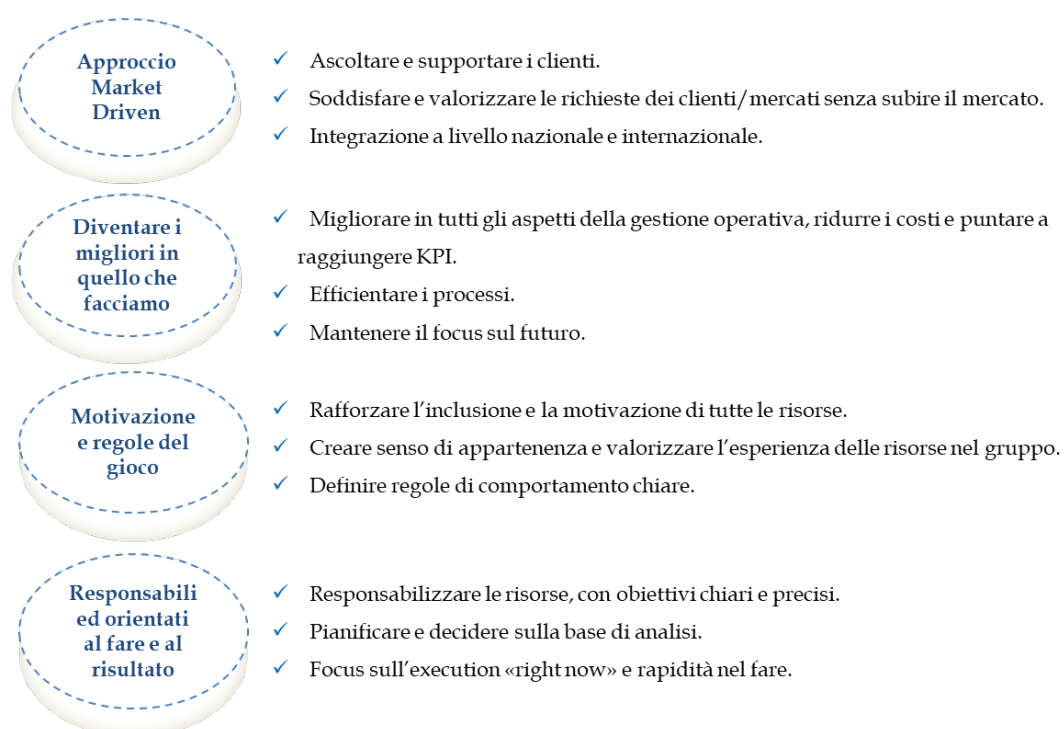 Approccio
Market
Driven
✓ Ascoltare e supportare i clienti.
✓ Soddisfare e valorizzare le richieste dei clienti/mercati senza subire il mercato.
✓ Integrazione a livello nazionale e internazionale.
Diventare i
migliori in
quello che
facciamo
✓ Migliorare in tutti gli aspetti della gestione operativa, ridurre i costi e puntare a
raggiungere KPI.
✓ Efficientare i processi.
✓ Mantenere il focus sul futuro.
Motivazione
e regole del
gioco
✓ Rafforzare l'inclusione e la motivazione di tutte le risorse.
✓ Creare senso di appartenenza e valorizzare l'esperienza delle risorse nel gruppo.
✓ Definire regole di comportamento chiare.
Responsabili
ed orientati
al fare e al
risultato
✓ Responsabilizzare le risorse, con obiettivi chiari e precisi.
✓ Pianificare e decidere sulla base di analisi.
✓ Focus sull'execution «right now» e rapidità nel fare.